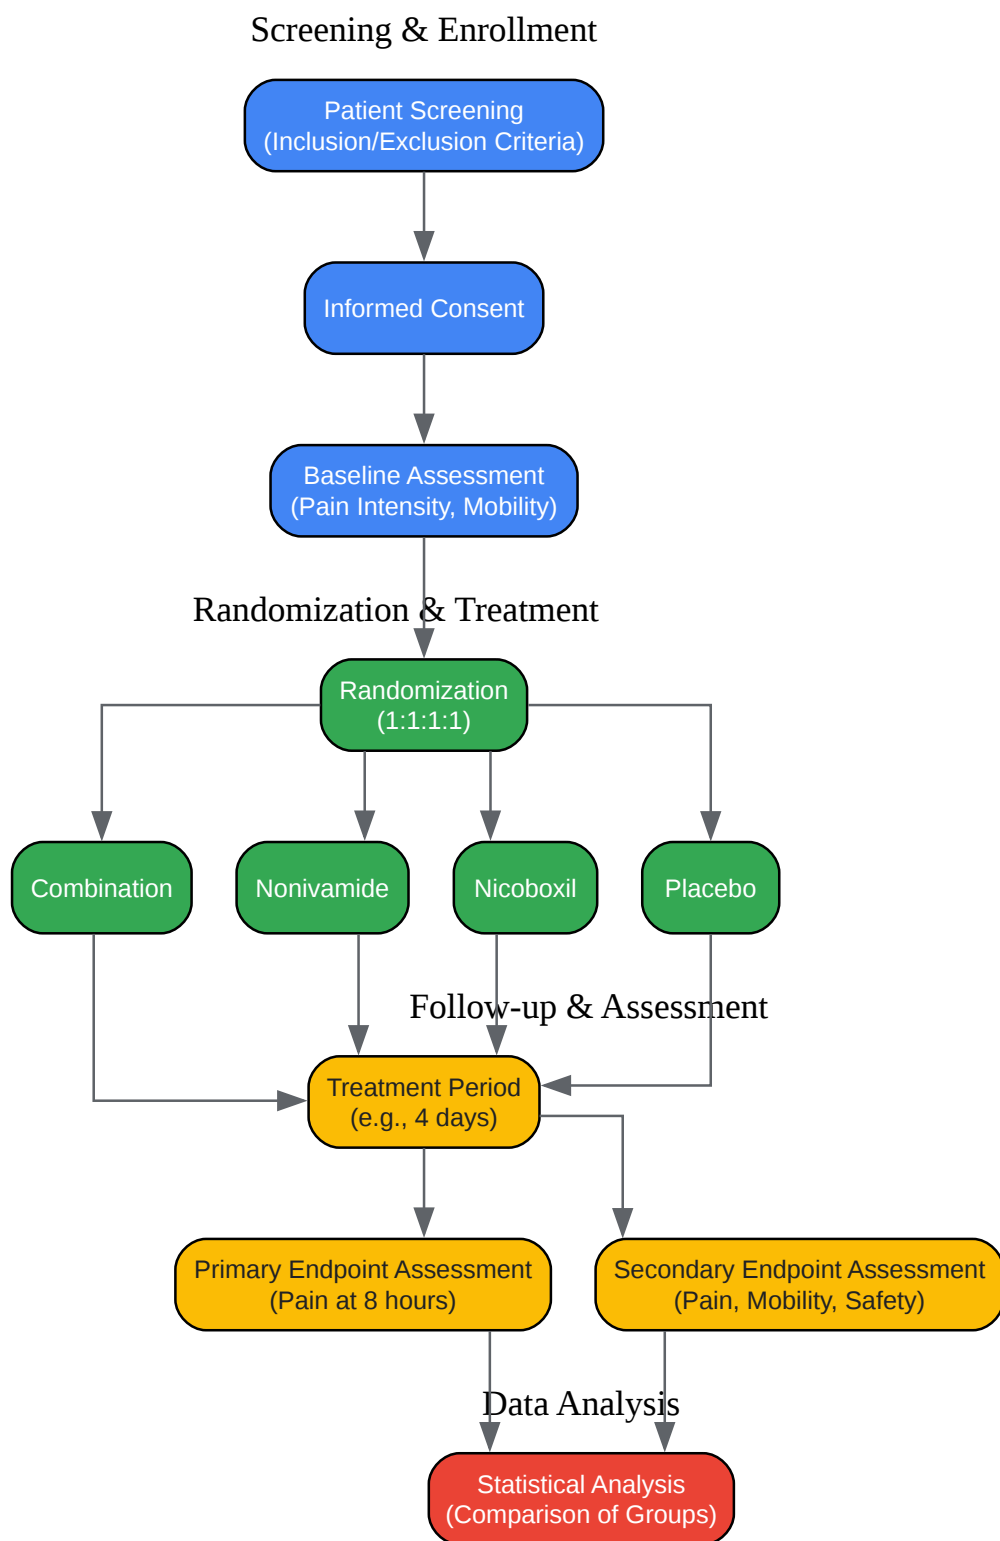 Screening & Enrollment
Patient Screening
(Inclusion/Exclusion Criteria)
Informed Consent
Baseline Assessment
(Pain Intensity, Mobility)
Randomization & Treatment
Randomization
(1:1:1:1)
Combination
Nonivamide
Nicoboxil
Placebo
Follow-up & Assessment
Treatment Period
(e.g., 4 days)
Primary Endpoint Assessment
(Pain at 8 hours)
Secondary Endpoint Assessment
(Pain, Mobility, Safety)
Data Analysis
Statistical Analysis
(Comparison of Groups)